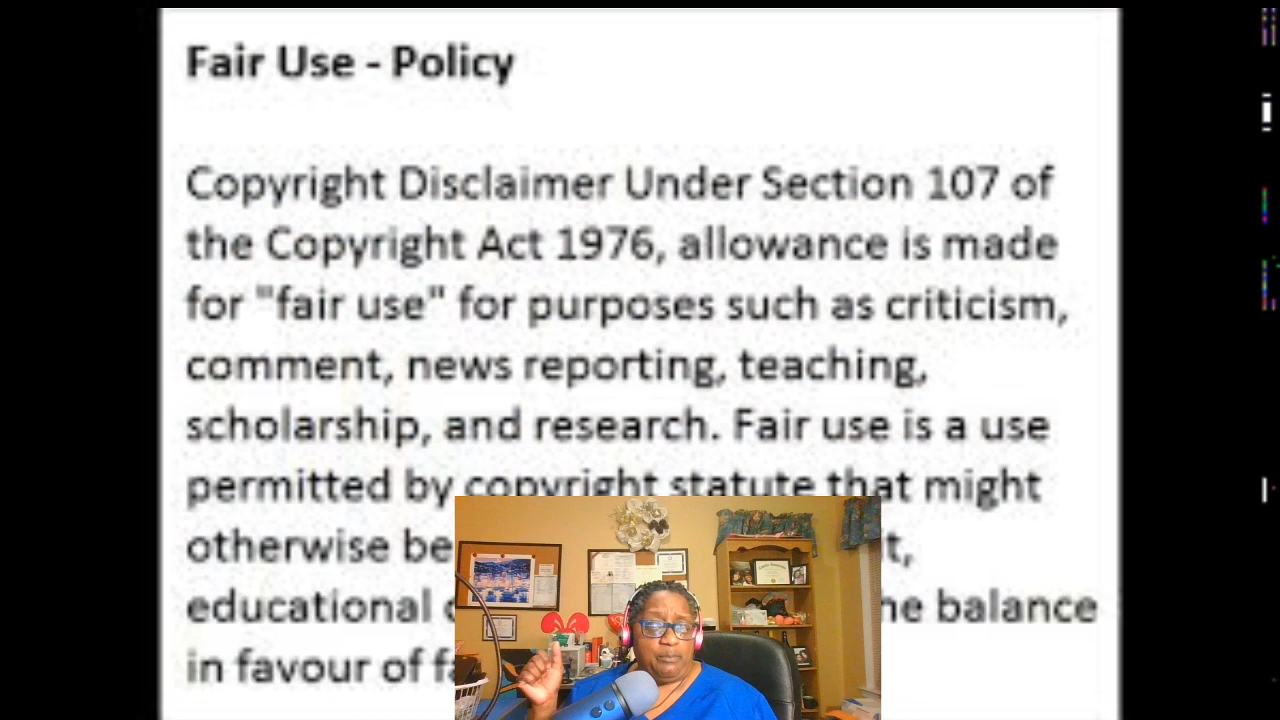 Fair Use - Policy
Copyright Disclaimer Under Section 107 of
the Copyright Act 1976, allowance is made
for "fair use" for purposes such as criticism,
comment, news reporting, teaching,
scholarship, and research. Fair use is a use
permitted by copyright statute that might
otherwise be
educational
balance
in favour of